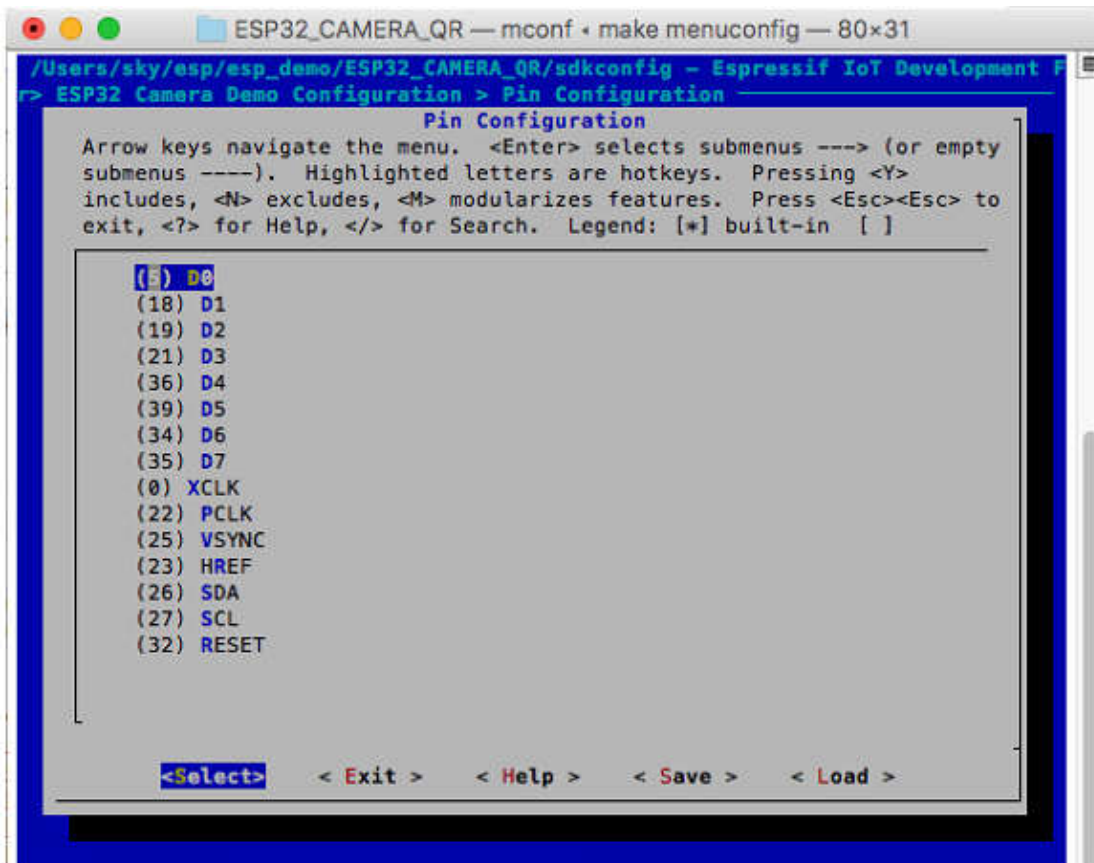 ESP32_CAMERA_QR — mconf ◂ make menuconfig — 80×31
/Users/sky/esp/esp_demo/ESP32_CAMERA_QR/sdkconfig – Espressif IoT Development F
r> ESP32 Camera Demo Configuration > Pin Configuration
Pin Configuration
Arrow keys navigate the menu. <Enter> selects submenus ---> (or empty
submenus ----). Highlighted letters are hotkeys. Pressing <Y>
includes, <N> excludes, <M> modularizes features. Press <Esc><Esc> to
exit, <?> for Help, </> for Search. Legend: [*] built-in [ ]
(5) D0
(18) D1
(19) D2
(21) D3
(36) D4
(39) D5
(34) D6
(35) D7
(0) XCLK
(22) PCLK
(25) VSYNC
(23) HREF
(26) SDA
(27) SCL
(32) RESET
<Select> < Exit > < Help > < Save > < Load >